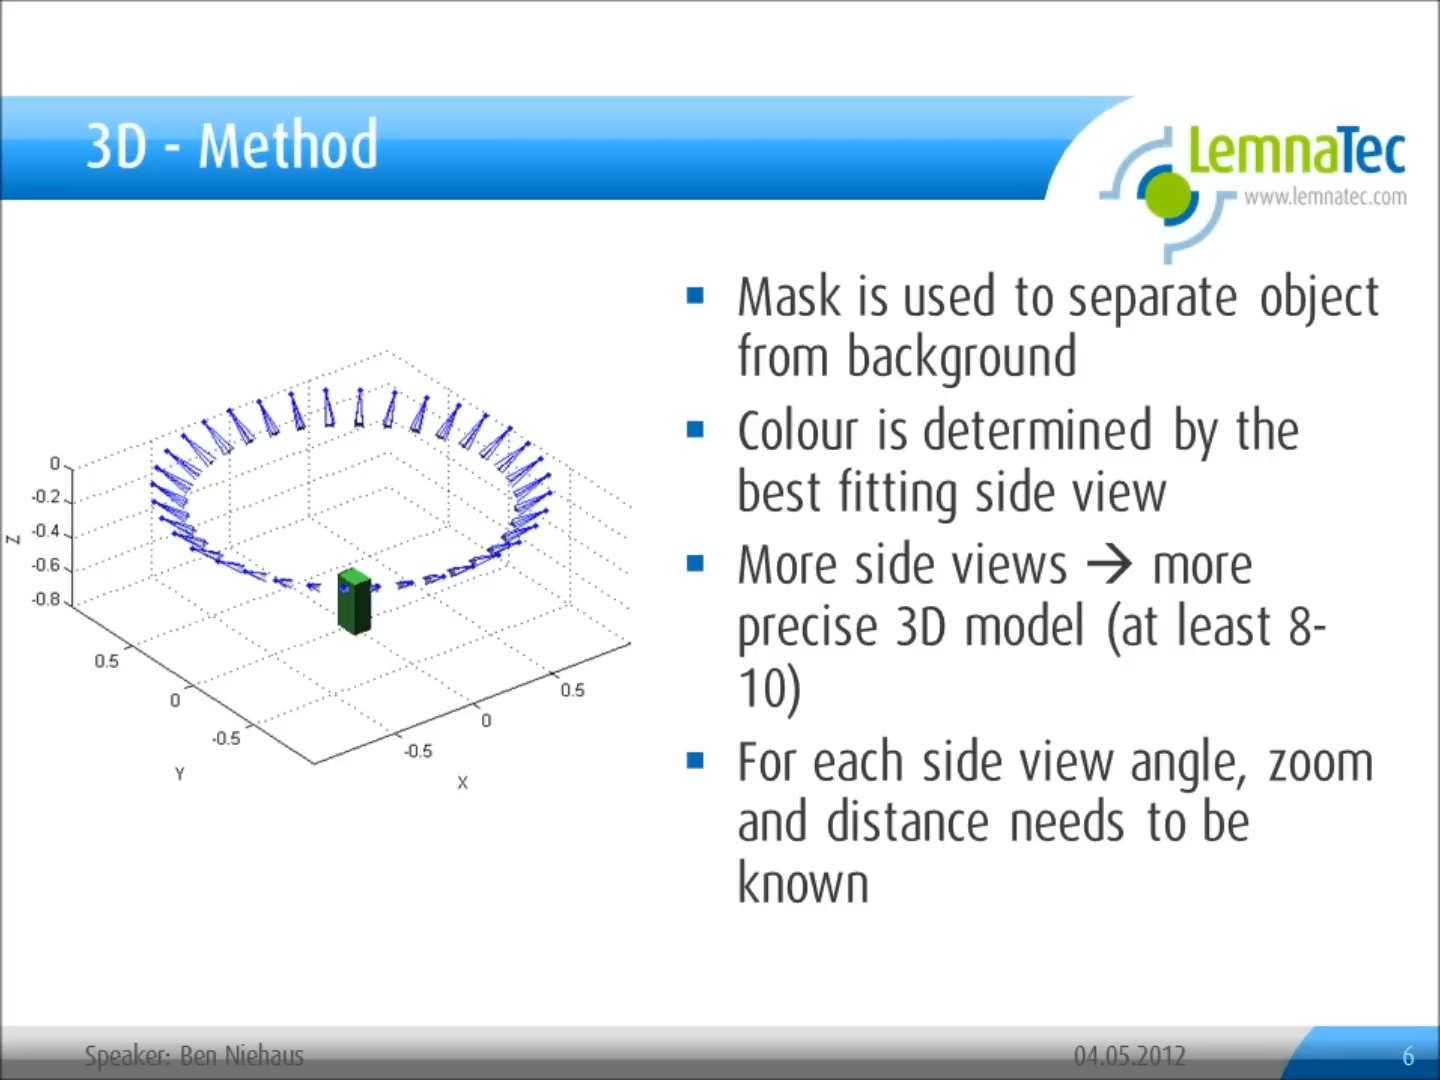 3D - Method
LemnaTec
www.lemnatec.com
▪ Mask is used to separate object
from background
▪ Colour is determined by the
best fitting side view
▪ More side views → more
precise 3D model (at least 8-
10)
▪ For each side view angle, zoom
and distance needs to be
known
0
-0.2
-0.4
-0.6
-0.8
Z
0.5
0
-0.5
Y
0.5
0
-0.5
X
Speaker: Ben Niehaus
04.05.2012
6